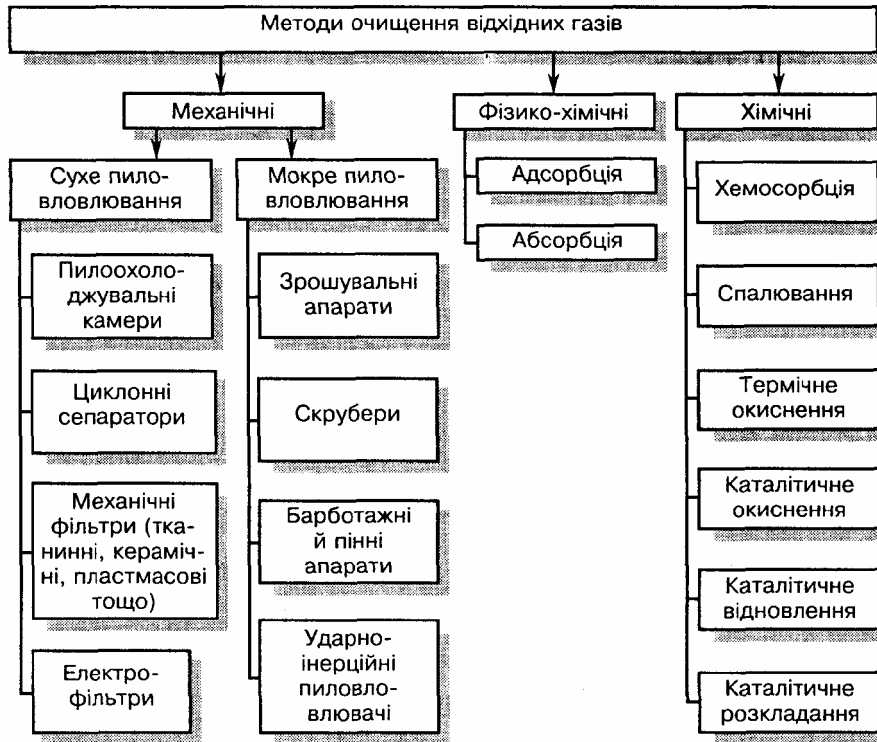 Методи очищення відхідних газів
Механічні
Фізико-хімічні
Хімічні
Сухе пило-
вловлювання
Мокре пило-
вловлювання
Адсорбція
Абсорбція
Хемосорбція
Пилоохоло-
джувальні
камери
Зрошувальні
апарати
Спалювання
Циклонні
сепаратори
Скрубери
Термічне
окиснення
Механічні
фільтри (тка-
нинні, кераміч-
ні, пластмасові
тощо)
Барботажні
й пінні
апарати
Каталітичне
окиснення
Каталітичне
відновлення
Електро-
фільтри
Ударно-
інерційні
пиловло-
влювачі
Каталітичне
розкладання